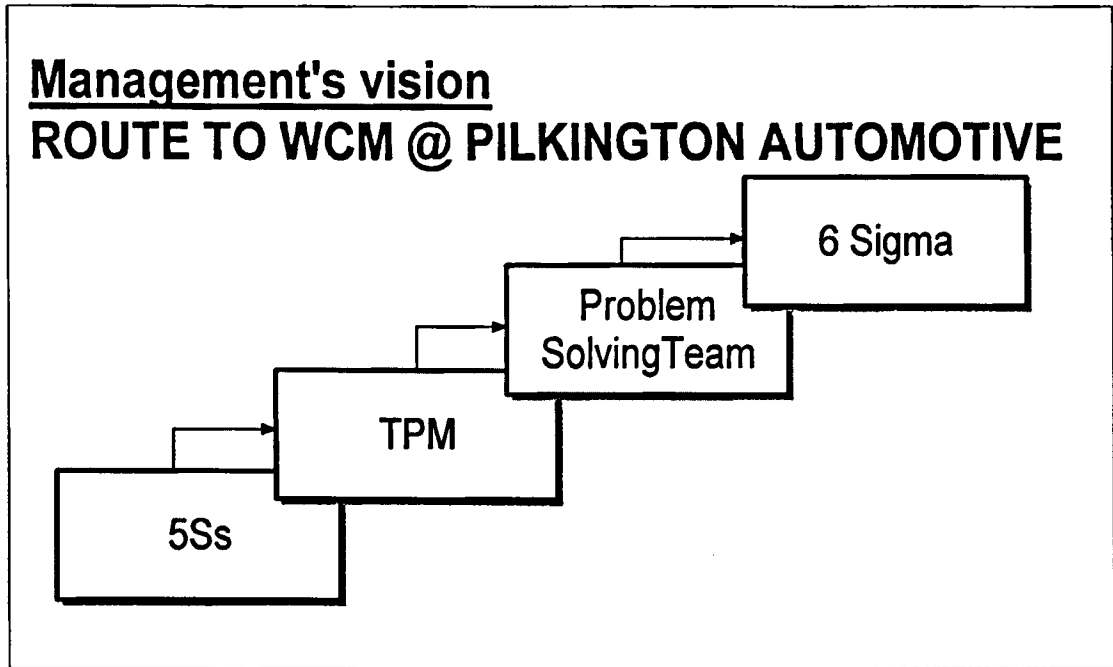 Management's vision
ROUTE TO WCM @ PILKINGTON AUTOMOTIVE
6 Sigma
Problem
SolvingTeam
TPM
5Ss